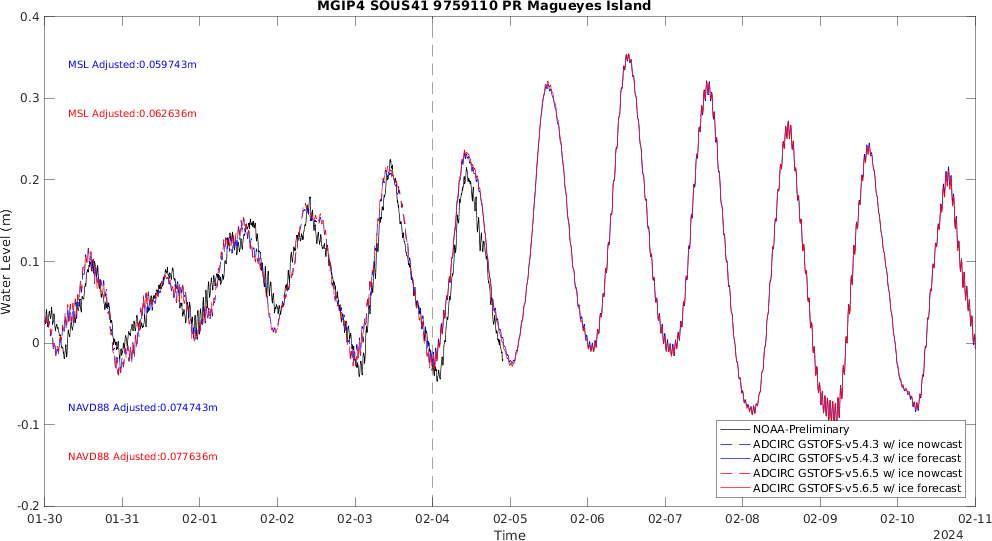 MGIP4 SOUS41 9759110 PR Magueyes Island
0.4
0.3
0.2
0.1
0
-0.1
-0.2
Water Level (m)
MSL Adjusted:0.059743m
MSL Adjusted:0.062636m
NAVD88 Adjusted:0.074743m
NAVD88 Adjusted:0.077636m
NOAA-Preliminary
ADCIRC GSTOFS-v5.4.3 w/ ice nowcast
ADCIRC GSTOFS-v5.4.3 w/ ice forecast
ADCIRC GSTOFS-v5.6.5 w/ ice nowcast
ADCIRC GSTOFS-v5.6.5 w/ ice forecast
01-30 01-31 02-01 02-02 02-03 02-04 02-05 02-06 02-07 02-08 02-09 02-10 02-11
Time
2024